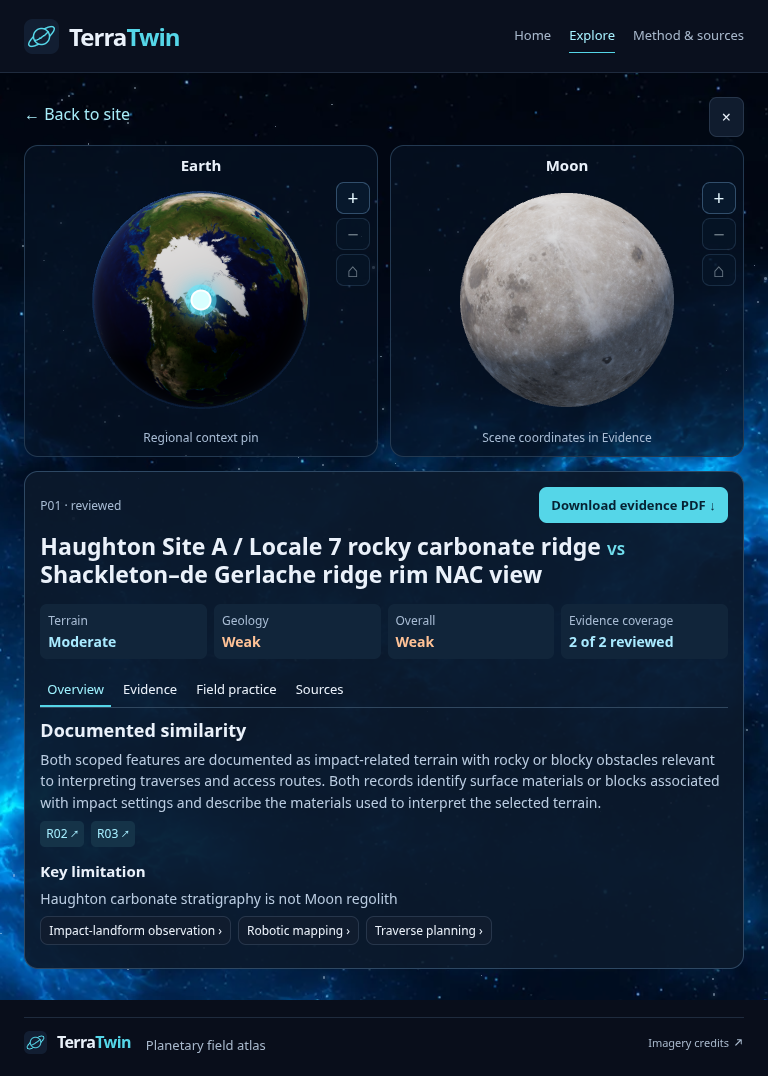 TerraTwin
Home Explore Method & sources
← Back to site
×
Earth
+
−
⌂
Regional context pin
Moon
+
−
⌂
Scene coordinates in Evidence
P01 · reviewed
Download evidence PDF ↓
Haughton Site A / Locale 7 rocky carbonate ridge vs
Shackleton–de Gerlache ridge rim NAC view
Terrain
Moderate
Geology
Weak
Overall
Weak
Evidence coverage
2 of 2 reviewed
Overview Evidence Field practice Sources
Documented similarity
Both scoped features are documented as impact-related terrain with rocky or blocky obstacles relevant
to interpreting traverses and access routes. Both records identify surface materials or blocks associated
with impact settings and describe the materials used to interpret the selected terrain.
R02 ↗ R03 ↗
Key limitation
Haughton carbonate stratigraphy is not Moon regolith
Impact-landform observation › Robotic mapping › Traverse planning ›
TerraTwin Planetary field atlas
Imagery credits ↗